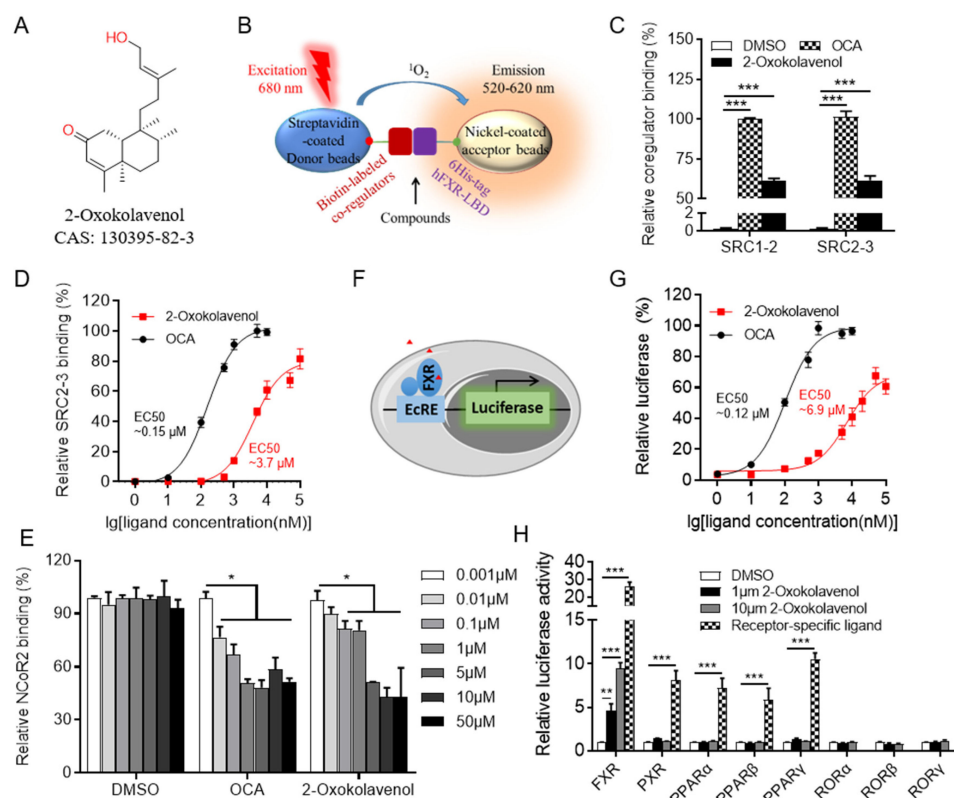 A
HO
O
2-Oxokolavenol
CAS: 130395-82-3
B
Excitation
680 nm
¹O₂
Emission
520-620 nm
Streptavidin
-coated
Donor beads
Nickel-coated
acceptor beads
Biotin-labeled
co-regulators
6His-tag
hFXR-LBD
Compounds
C
Relative coregulator binding (%)
DMSO
OCA
2-Oxokolavenol
150
125
100
75
50
2
0
***
***
***
***
SRC1-2
SRC2-3
D
Relative SRC2-3 binding (%)
120
100
80
60
40
20
0
2-Oxokolavenol
OCA
EC50
~0.15 µM
EC50
~3.7 µM
0 1 2 3 4 5
lg[ligand concentration(nM)]
F
FXR
EcRE
Luciferase
G
Relative luciferase (%)
120
100
80
60
40
20
0
2-Oxokolavenol
OCA
EC50
~0.12 µM
EC50
~6.9 µM
0 1 2 3 4 5
lg[ligand concentration(nM)]
E
Relative NCoR2 binding (%)
120
90
60
30
0
*
*
0.001µM
0.01µM
0.1µM
1µM
5µM
10µM
50µM
DMSO
OCA
2-Oxokolavenol
H
Relative luciferase activity
40
30
20
10
5
0
DMSO
1µm 2-Oxokolavenol
10µm 2-Oxokolavenol
Receptor-specific ligand
***
***
**
***
***
***
***
FXR
PXR
PPARα
PPARβ
PPARγ
RORα
RORβ
RORγ